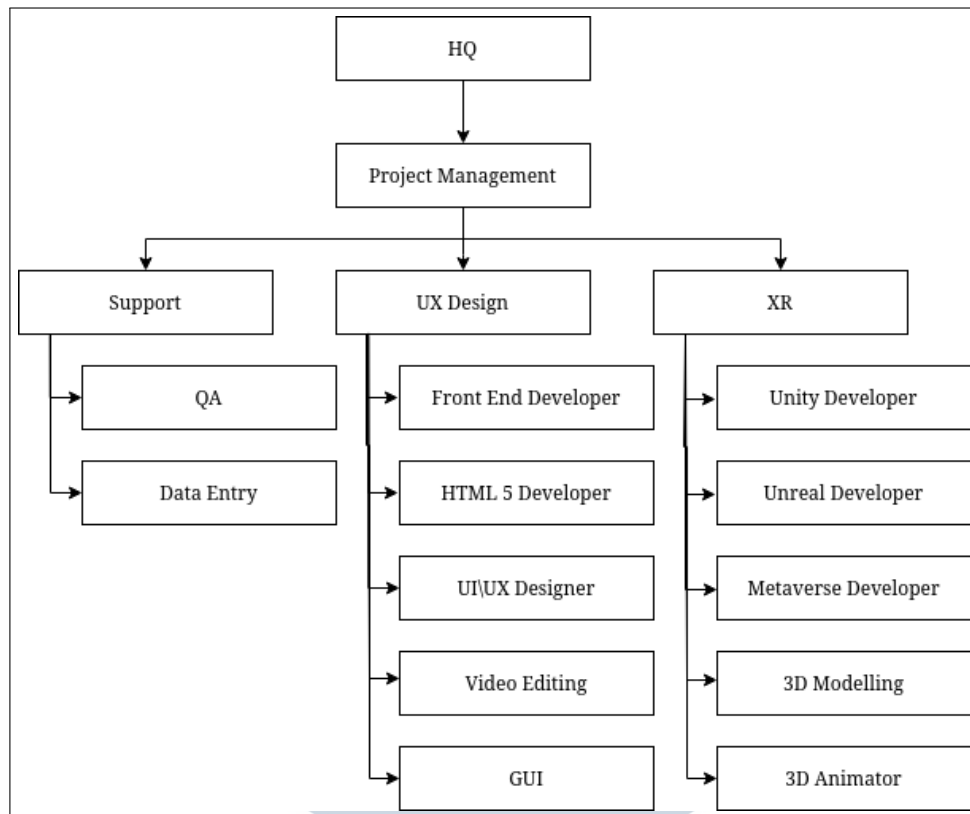 HQ
Project Management
Support
UX Design
XR
QA
Front End Developer
Unity Developer
Data Entry
HTML 5 Developer
Unreal Developer
UI\UX Designer
Metaverse Developer
Video Editing
3D Modelling
GUI
3D Animator